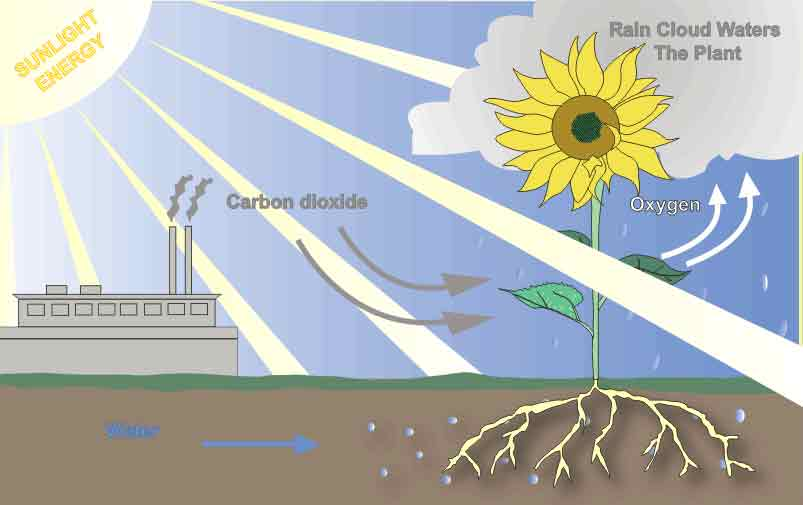 SUNLIGHT
ENERGY
Rain Cloud Waters
The Plant
Carbon dioxide
Oxygen
Water